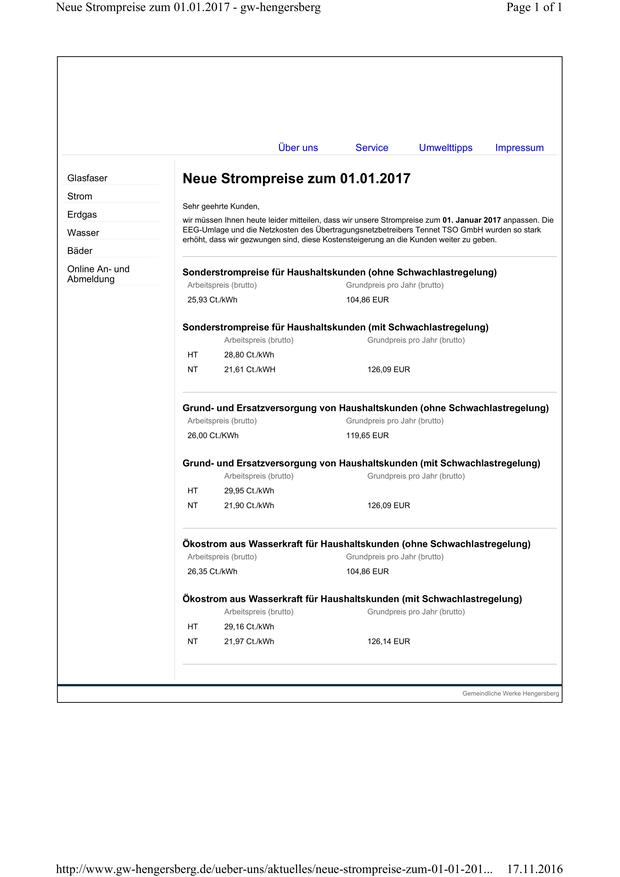 Neue Strompreise zum 01.01.2017 - gw-hengersberg Page 1 of 1
Über uns Service Umwelttipps Impressum
Glasfaser
Strom
Erdgas
Wasser
Bäder
Online An- und
Abmeldung
Neue Strompreise zum 01.01.2017
Sehr geehrte Kunden,
wir müssen Ihnen heute leider mitteilen, dass wir unsere Strompreise zum 01. Januar 2017 anpassen. Die
EEG-Umlage und die Netzkosten des Übertragungsnetzbetreibers Tennet TSO GmbH wurden so stark
erhöht, dass wir gezwungen sind, diese Kostensteigerung an die Kunden weiter zu geben.
Sonderstrompreise für Haushaltskunden (ohne Schwachlastregelung)
Arbeitspreis (brutto) Grundpreis pro Jahr (brutto)
25,93 Ct./kWh 104,86 EUR
Sonderstrompreise für Haushaltskunden (mit Schwachlastregelung)
Arbeitspreis (brutto) Grundpreis pro Jahr (brutto)
HT 28,80 Ct./kWh
NT 21,61 Ct./kWH 126,09 EUR
Grund- und Ersatzversorgung von Haushaltskunden (ohne Schwachlastregelung)
Arbeitspreis (brutto) Grundpreis pro Jahr (brutto)
26,00 Ct./KWh 119,65 EUR
Grund- und Ersatzversorgung von Haushaltskunden (mit Schwachlastregelung)
Arbeitspreis (brutto) Grundpreis pro Jahr (brutto)
HT 29,95 Ct./kWh
NT 21,90 Ct./kWh 126,09 EUR
Ökostrom aus Wasserkraft für Haushaltskunden (ohne Schwachlastregelung)
Arbeitspreis (brutto) Grundpreis pro Jahr (brutto)
26,35 Ct./kWh 104,86 EUR
Ökostrom aus Wasserkraft für Haushaltskunden (mit Schwachlastregelung)
Arbeitspreis (brutto) Grundpreis pro Jahr (brutto)
HT 29,16 Ct./kWh
NT 21,97 Ct./kWh 126,14 EUR
Gemeindliche Werke Hengersberg
http://www.gw-hengersberg.de/ueber-uns/aktuelles/neue-strompreise-zum-01-01-201... 17.11.2016